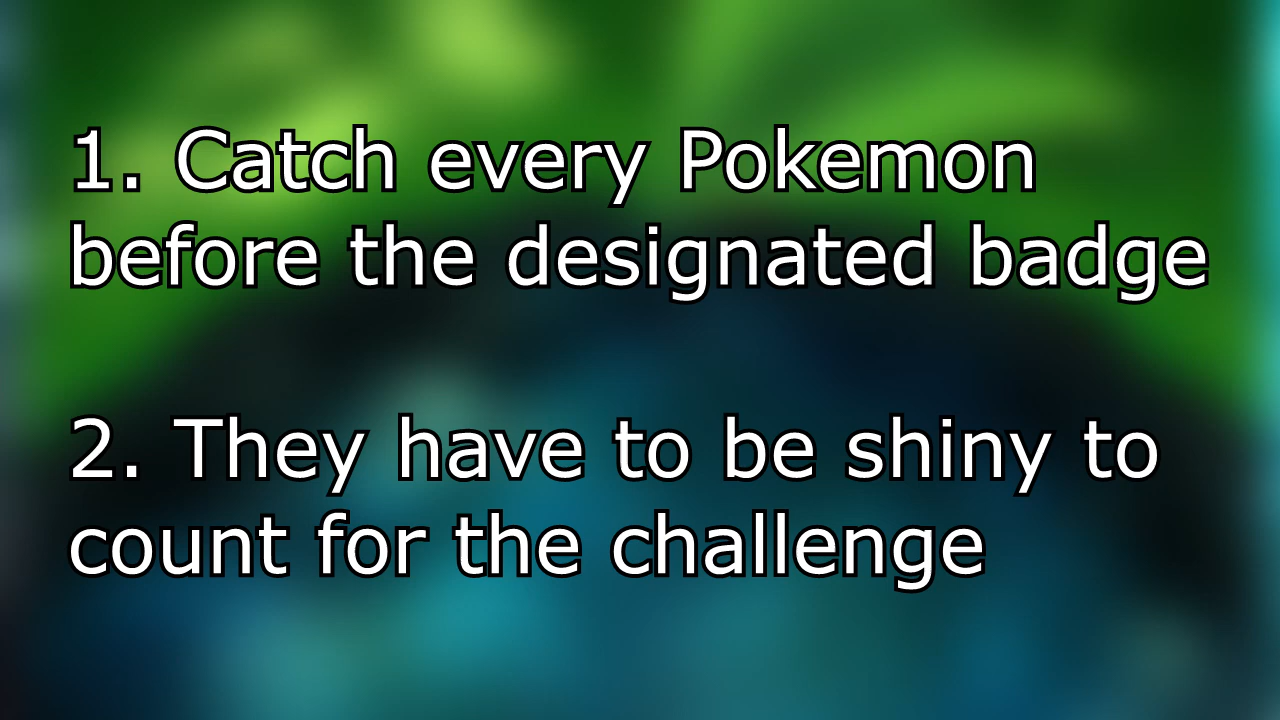 1. Catch every Pokemon
before the designated badge
2. They have to be shiny to
count for the challenge